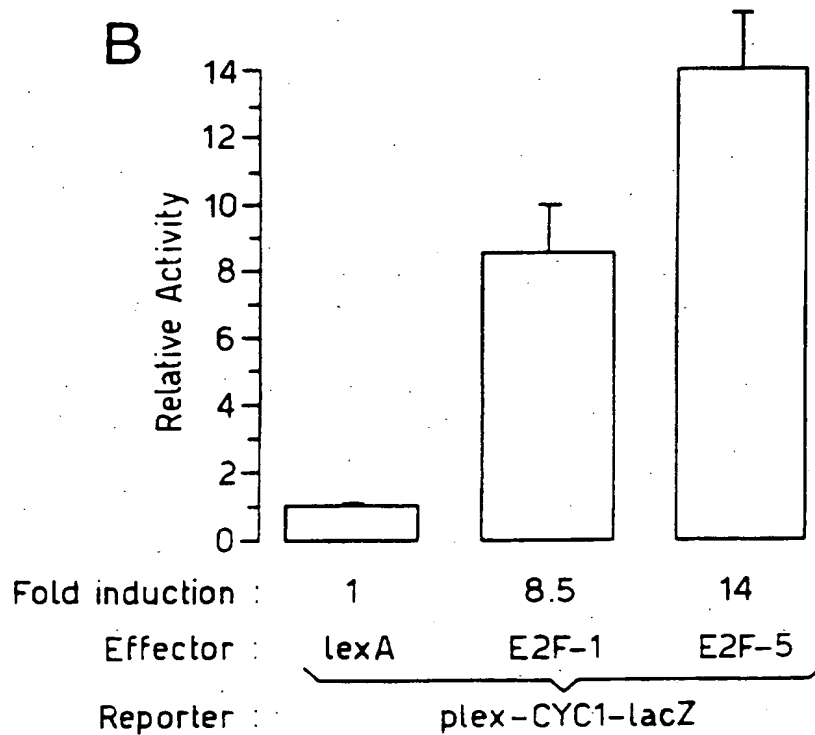 B
Relative Activity
14
12
10
8
6
4
2
0
Fold induction : 1 8.5 14
Effector : lexA E2F-1 E2F-5
Reporter : plex-CYC1-lacZ